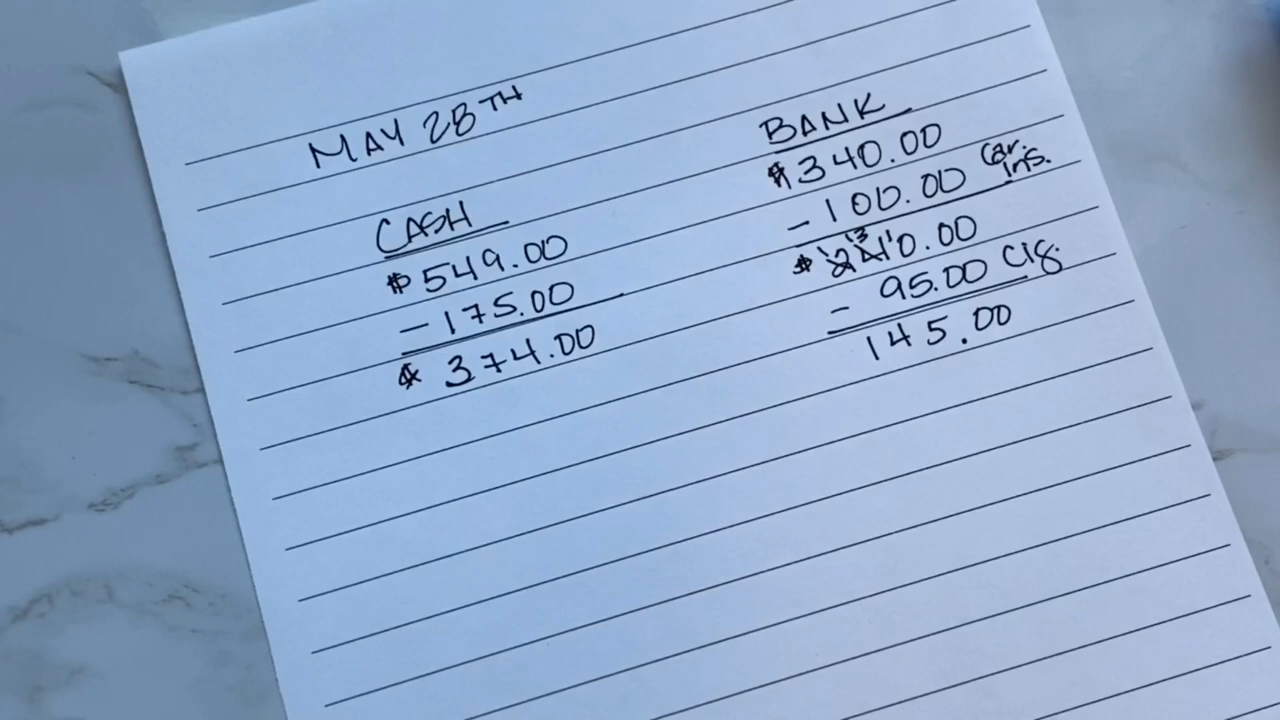 MAY 28TH
CASH
$549.00
- 175.00
$ 374.00
BANK
$340.00
- 100.00 Car. ins.
$ 240.00
- 95.00 Cig.
145.00